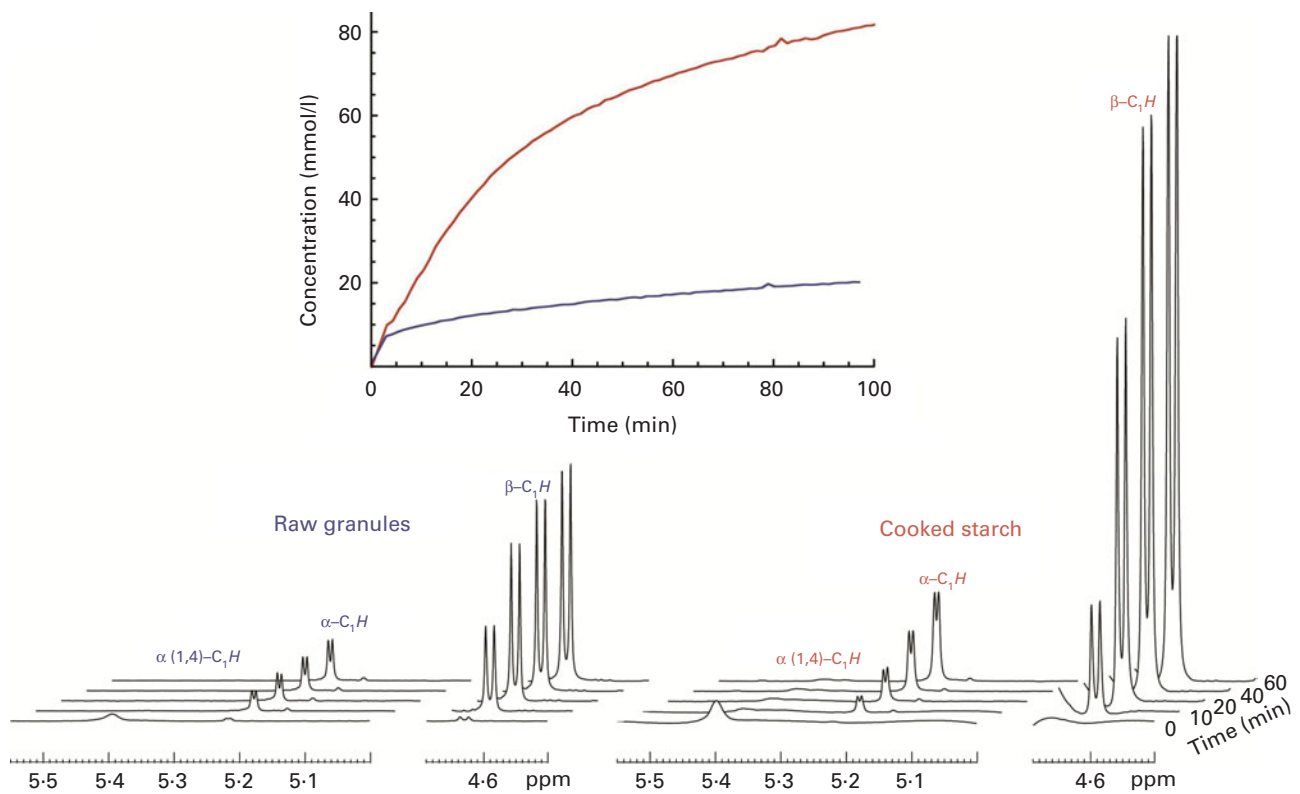 80
60
40
20
Concentration (mmol/l)
0 20 40 60 80 100
Time (min)
β–C₁H
β–C₁H
Raw granules
Cooked starch
α–C₁H
α–C₁H
α (1,4)–C₁H
α (1,4)–C₁H
0 10 20 40 60
Time (min)
5·5 5·4 5·3 5·2 5·1 4·6 ppm 5·5 5·4 5·3 5·2 5·1 4·6 ppm